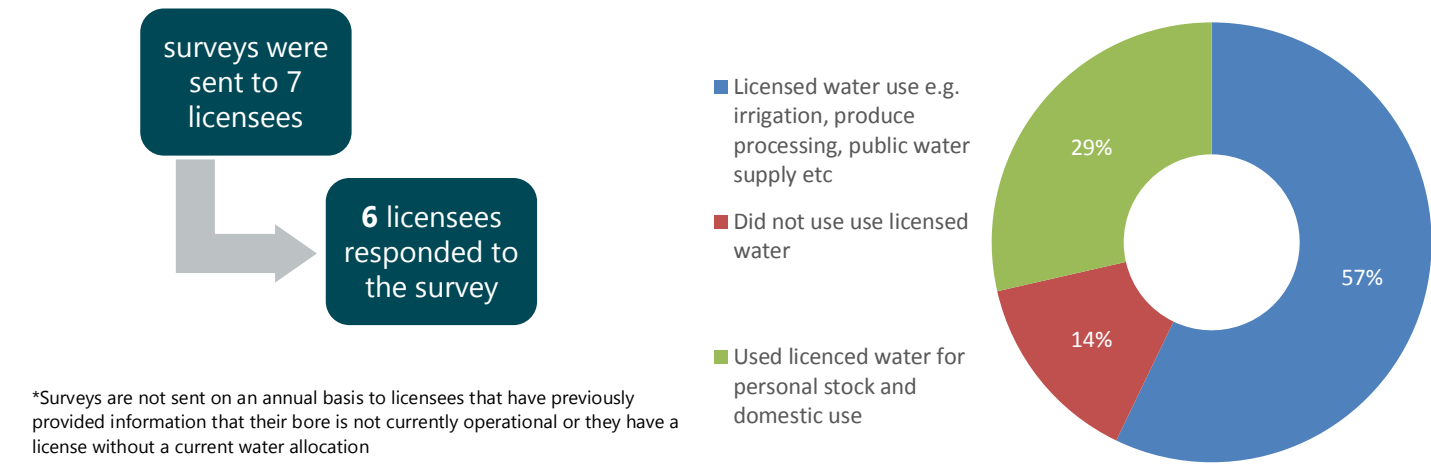 surveys were
sent to 7
licensees
6 licensees
responded to
the survey
*Surveys are not sent on an annual basis to licensees that have previously
provided information that their bore is not currently operational or they have a
license without a current water allocation
Licensed water use e.g.
irrigation, produce
processing, public water
supply etc
Did not use use licensed
water
Used licenced water for
personal stock and
domestic use
29%
57%
14%